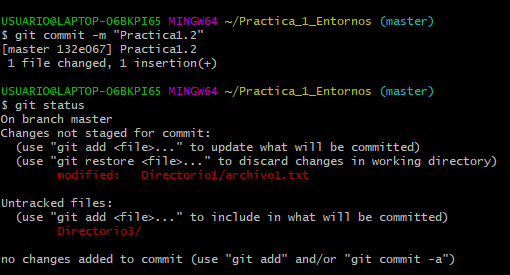 USUARIO@LAPTOP-O6BKPI65 MINGW64 ~/Practica_1_Entornos (master)
$ git commit -m "Practica1.2"
[master 132e067] Practica1.2
 1 file changed, 1 insertion(+)

USUARIO@LAPTOP-O6BKPI65 MINGW64 ~/Practica_1_Entornos (master)
$ git status
On branch master
Changes not staged for commit:
  (use "git add <file>..." to update what will be committed)
  (use "git restore <file>..." to discard changes in working directory)
        modified:   Directorio1/archivo1.txt

Untracked files:
  (use "git add <file>..." to include in what will be committed)
        Directorio3/

no changes added to commit (use "git add" and/or "git commit -a")